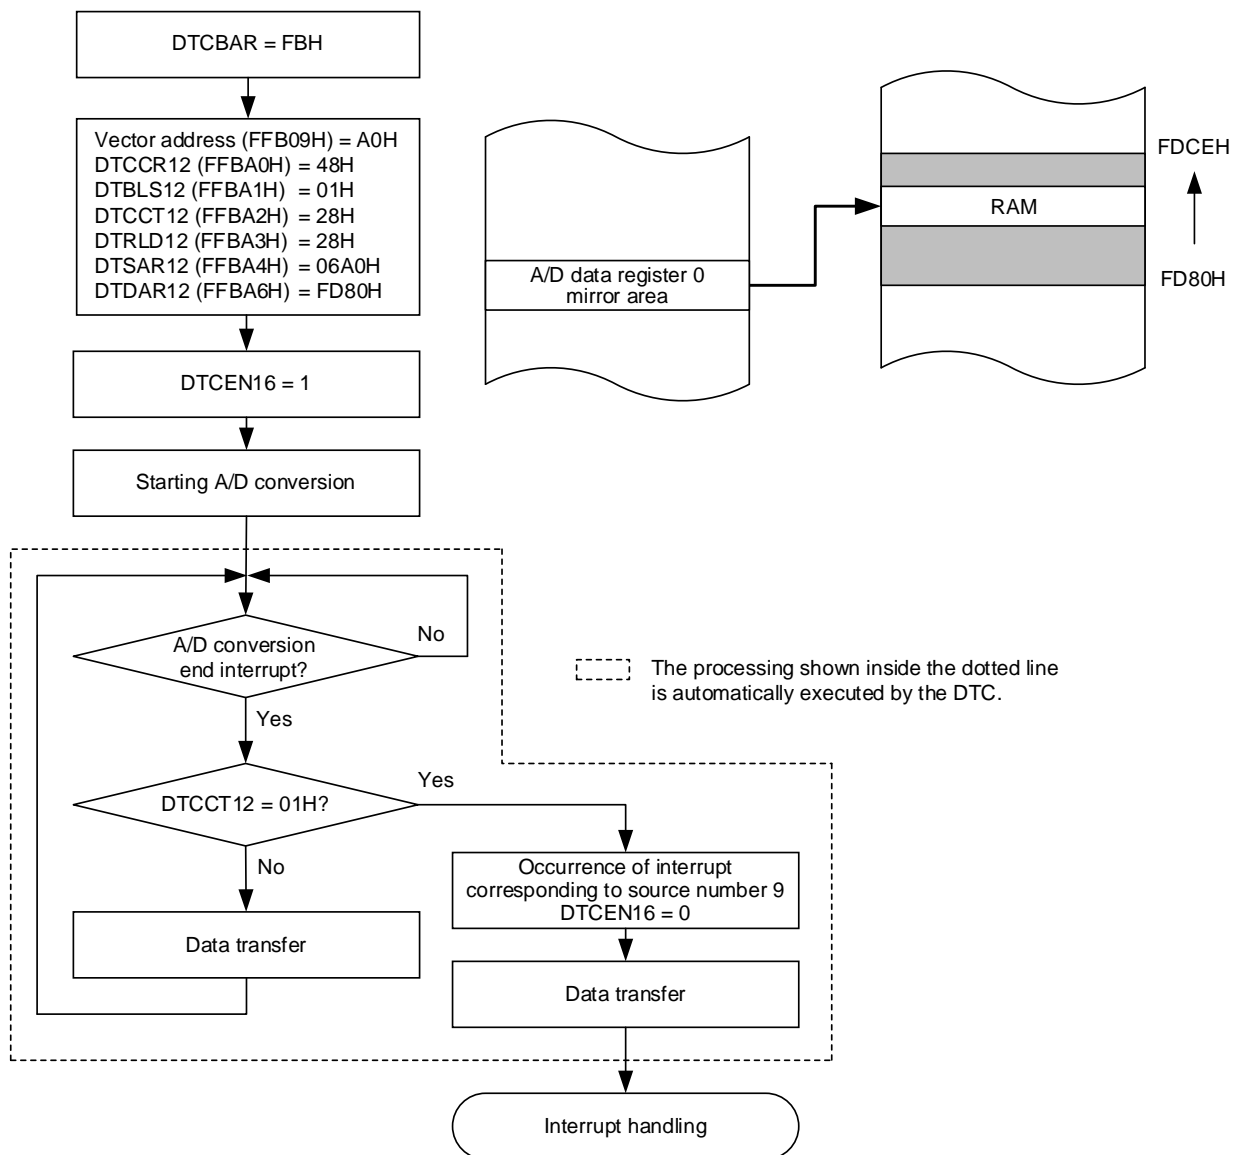 DTCBAR = FBH
Vector address (FFB09H) = A0H
DTCCR12 (FFBA0H) = 48H
DTBLS12 (FFBA1H) = 01H
DTCCT12 (FFBA2H) = 28H
DTRLD12 (FFBA3H) = 28H
DTSAR12 (FFBA4H) = 06A0H
DTDAR12 (FFBA6H) = FD80H
DTCEN16 = 1
Starting A/D conversion
A/D conversion
end interrupt?
No
Yes
DTCCT12 = 01H?
Yes
No
Data transfer
Occurrence of interrupt
corresponding to source number 9
DTCEN16 = 0
Data transfer
Interrupt handling
A/D data register 0
mirror area
RAM
FDCEH
FD80H
The processing shown inside the dotted line
is automatically executed by the DTC.